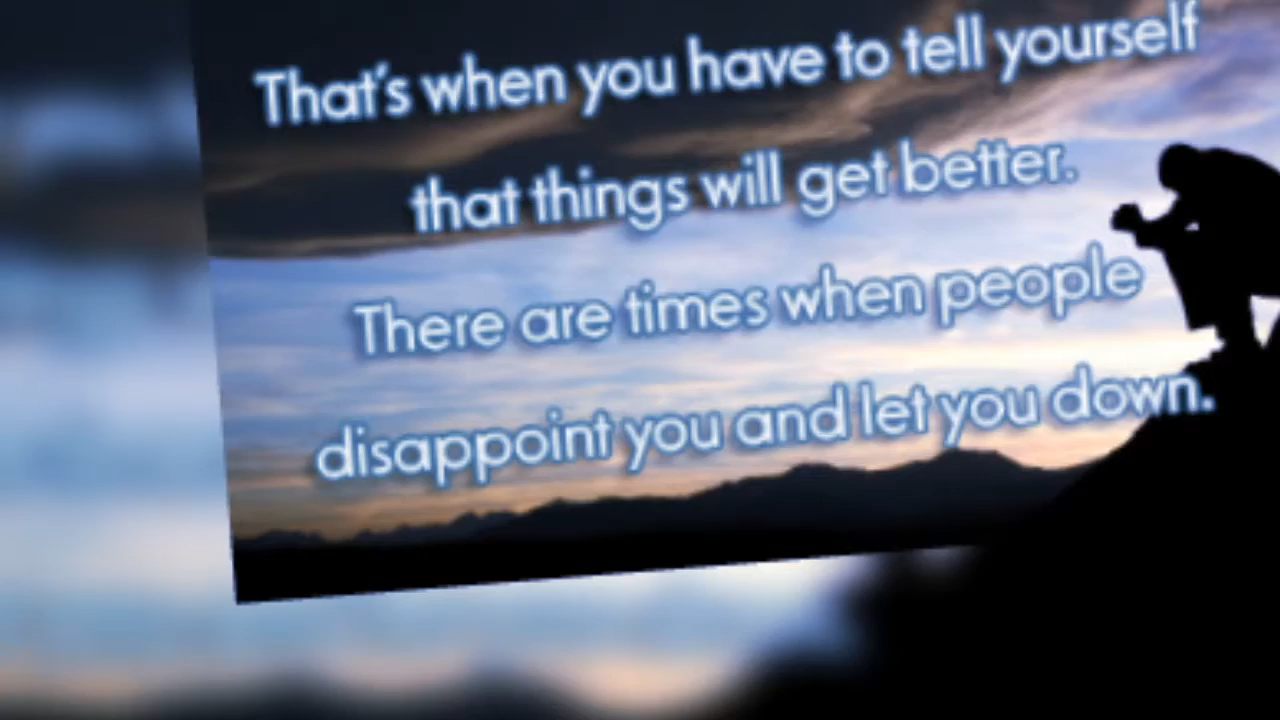 That's when you have to tell yourself
that things will get better.
There are times when people
disappoint you and let you down.